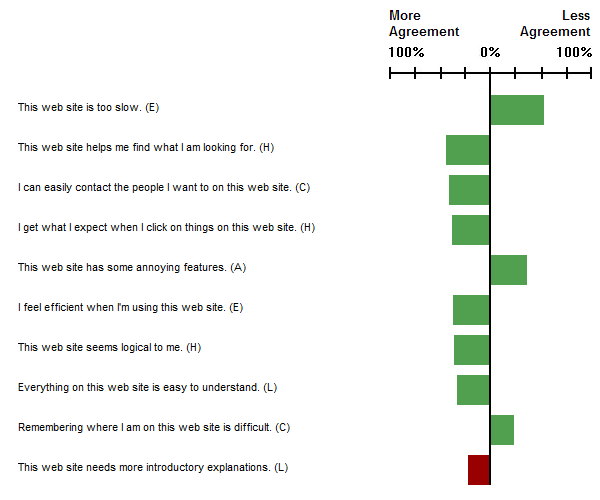 More Less
Agreement Agreement
100% 0% 100%
This web site is too slow. (E)
This web site helps me find what I am looking for. (H)
I can easily contact the people I want to on this web site. (C)
I get what I expect when I click on things on this web site. (H)
This web site has some annoying features. (A)
I feel efficient when I'm using this web site. (E)
This web site seems logical to me. (H)
Everything on this web site is easy to understand. (L)
Remembering where I am on this web site is difficult. (C)
This web site needs more introductory explanations. (L)